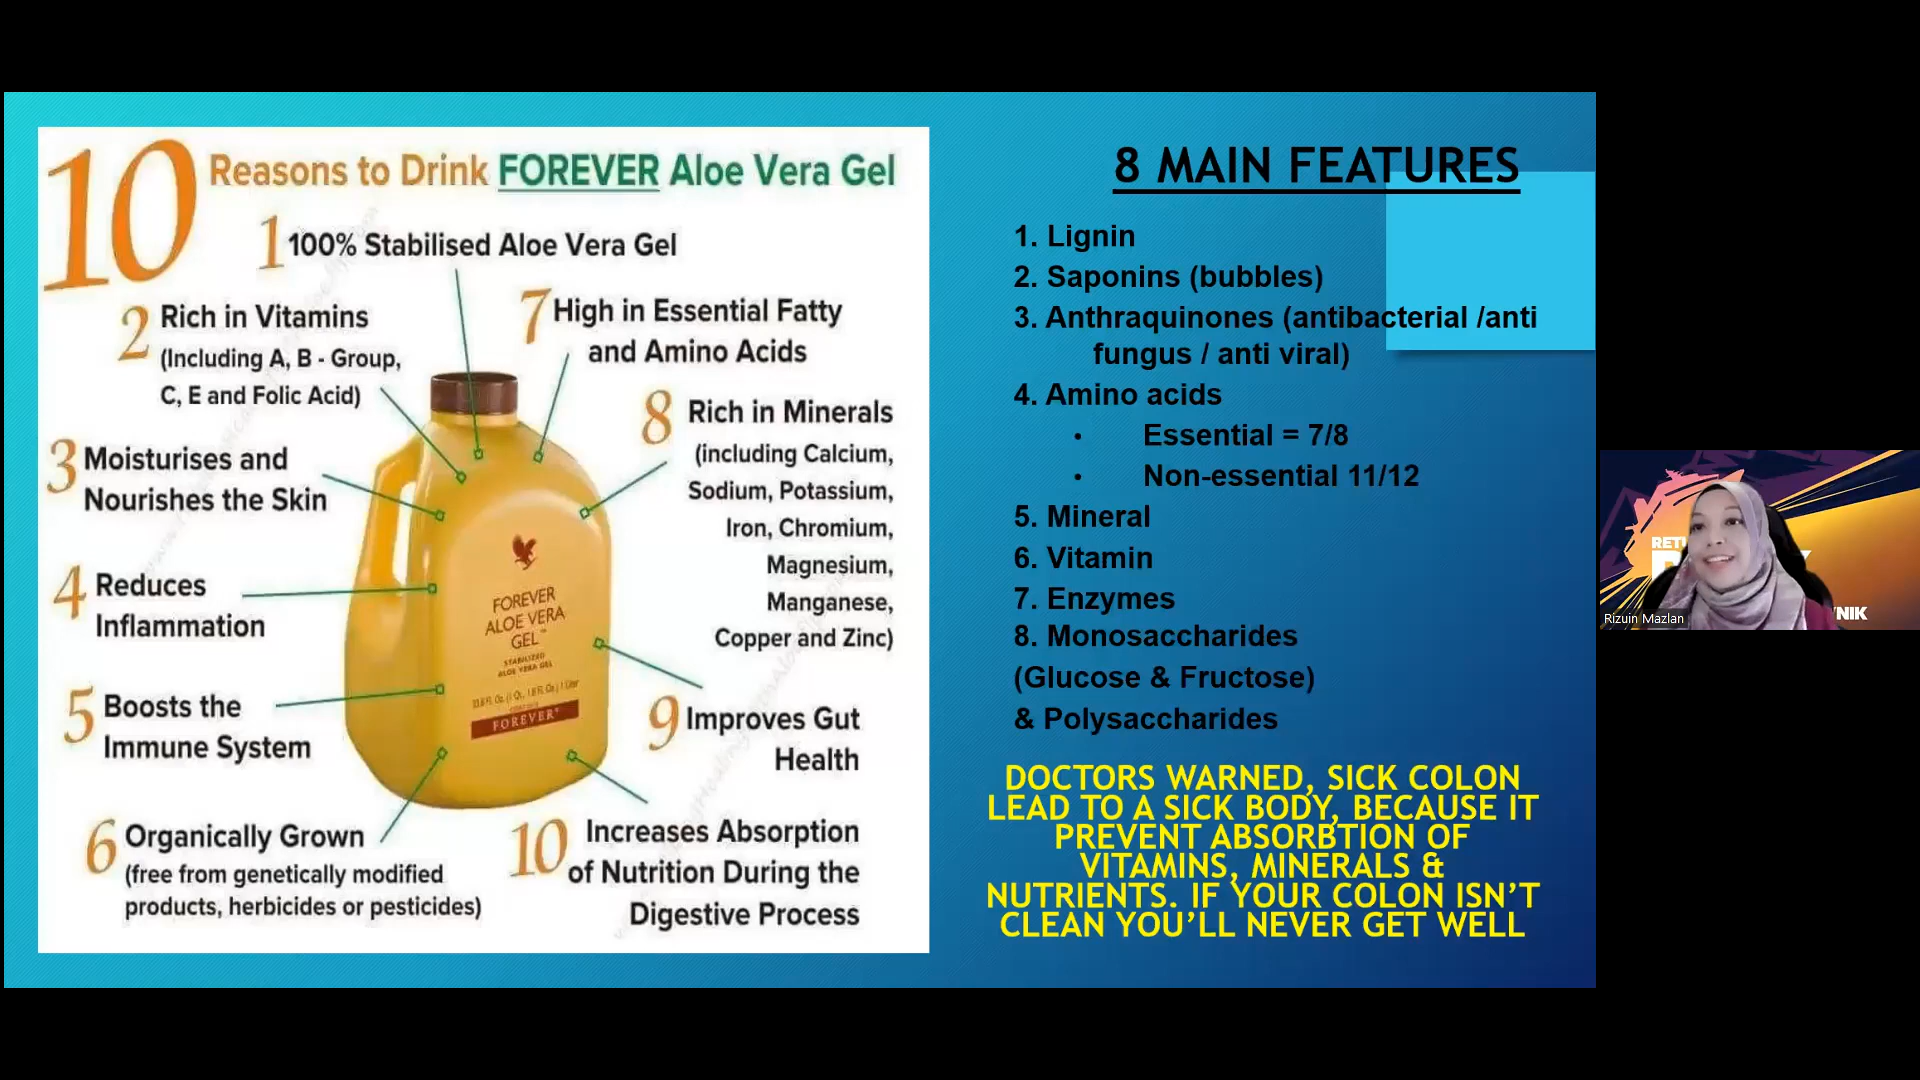 10 Reasons to Drink FOREVER Aloe Vera Gel
1 100% Stabilised Aloe Vera Gel
2 Rich in Vitamins
(Including A, B - Group,
C, E and Folic Acid)
3 Moisturises and
Nourishes the Skin
4 Reduces
Inflammation
5 Boosts the
Immune System
6 Organically Grown
(free from genetically modified
products, herbicides or pesticides)
7 High in Essential Fatty
and Amino Acids
8 Rich in Minerals
(including Calcium,
Sodium, Potassium,
Iron, Chromium,
Magnesium,
Manganese,
Copper and Zinc)
9 Improves Gut
Health
10 Increases Absorption
of Nutrition During the
Digestive Process
FOREVER
ALOE VERA
GEL™
STABILIZED
ALOE VERA GEL
FOREVER
8 MAIN FEATURES
1. Lignin
2. Saponins (bubbles)
3. Anthraquinones (antibacterial /anti
fungus / anti viral)
4. Amino acids
• Essential = 7/8
• Non-essential 11/12
5. Mineral
6. Vitamin
7. Enzymes
8. Monosaccharides
(Glucose & Fructose)
& Polysaccharides
DOCTORS WARNED, SICK COLON
LEAD TO A SICK BODY, BECAUSE IT
PREVENT ABSORBTION OF
VITAMINS, MINERALS &
NUTRIENTS. IF YOUR COLON ISN'T
CLEAN YOU'LL NEVER GET WELL
Rizuin Mazlan